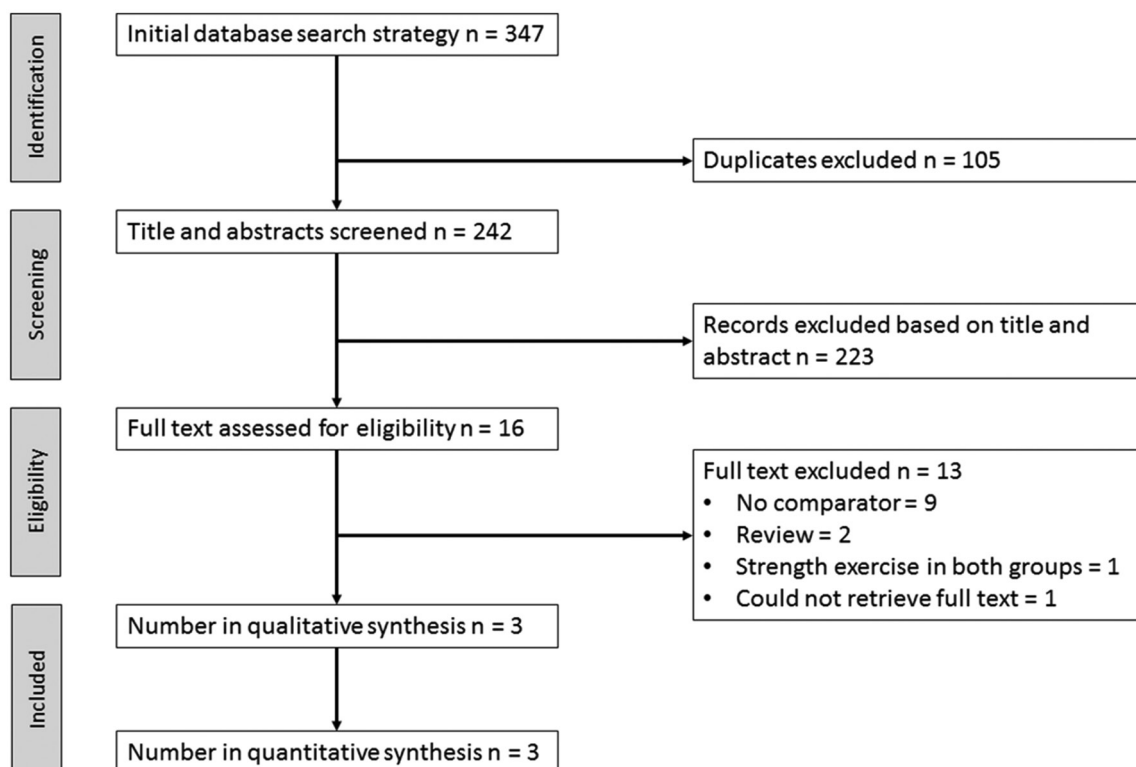 Identification
Initial database search strategy n = 347
Duplicates excluded n = 105
Screening
Title and abstracts screened n = 242
Records excluded based on title and
abstract n = 223
Eligibility
Full text assessed for eligibility n = 16
Full text excluded n = 13
• No comparator = 9
• Review = 2
• Strength exercise in both groups = 1
• Could not retrieve full text = 1
Included
Number in qualitative synthesis n = 3
Number in quantitative synthesis n = 3